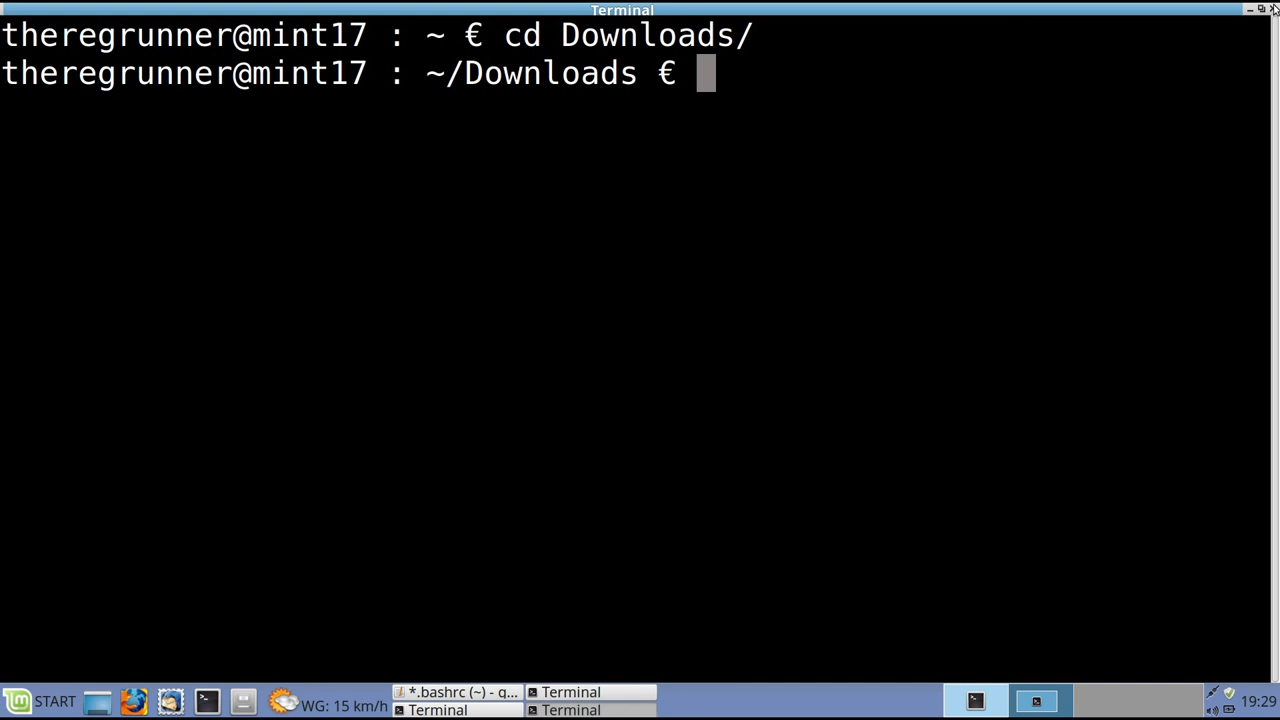 Terminal
theregrunner@mint17 : ~ € cd Downloads/
theregrunner@mint17 : ~/Downloads €
START
WG: 15 km/h
*.bashrc (~) - g...
Terminal
Terminal
Terminal
19:29